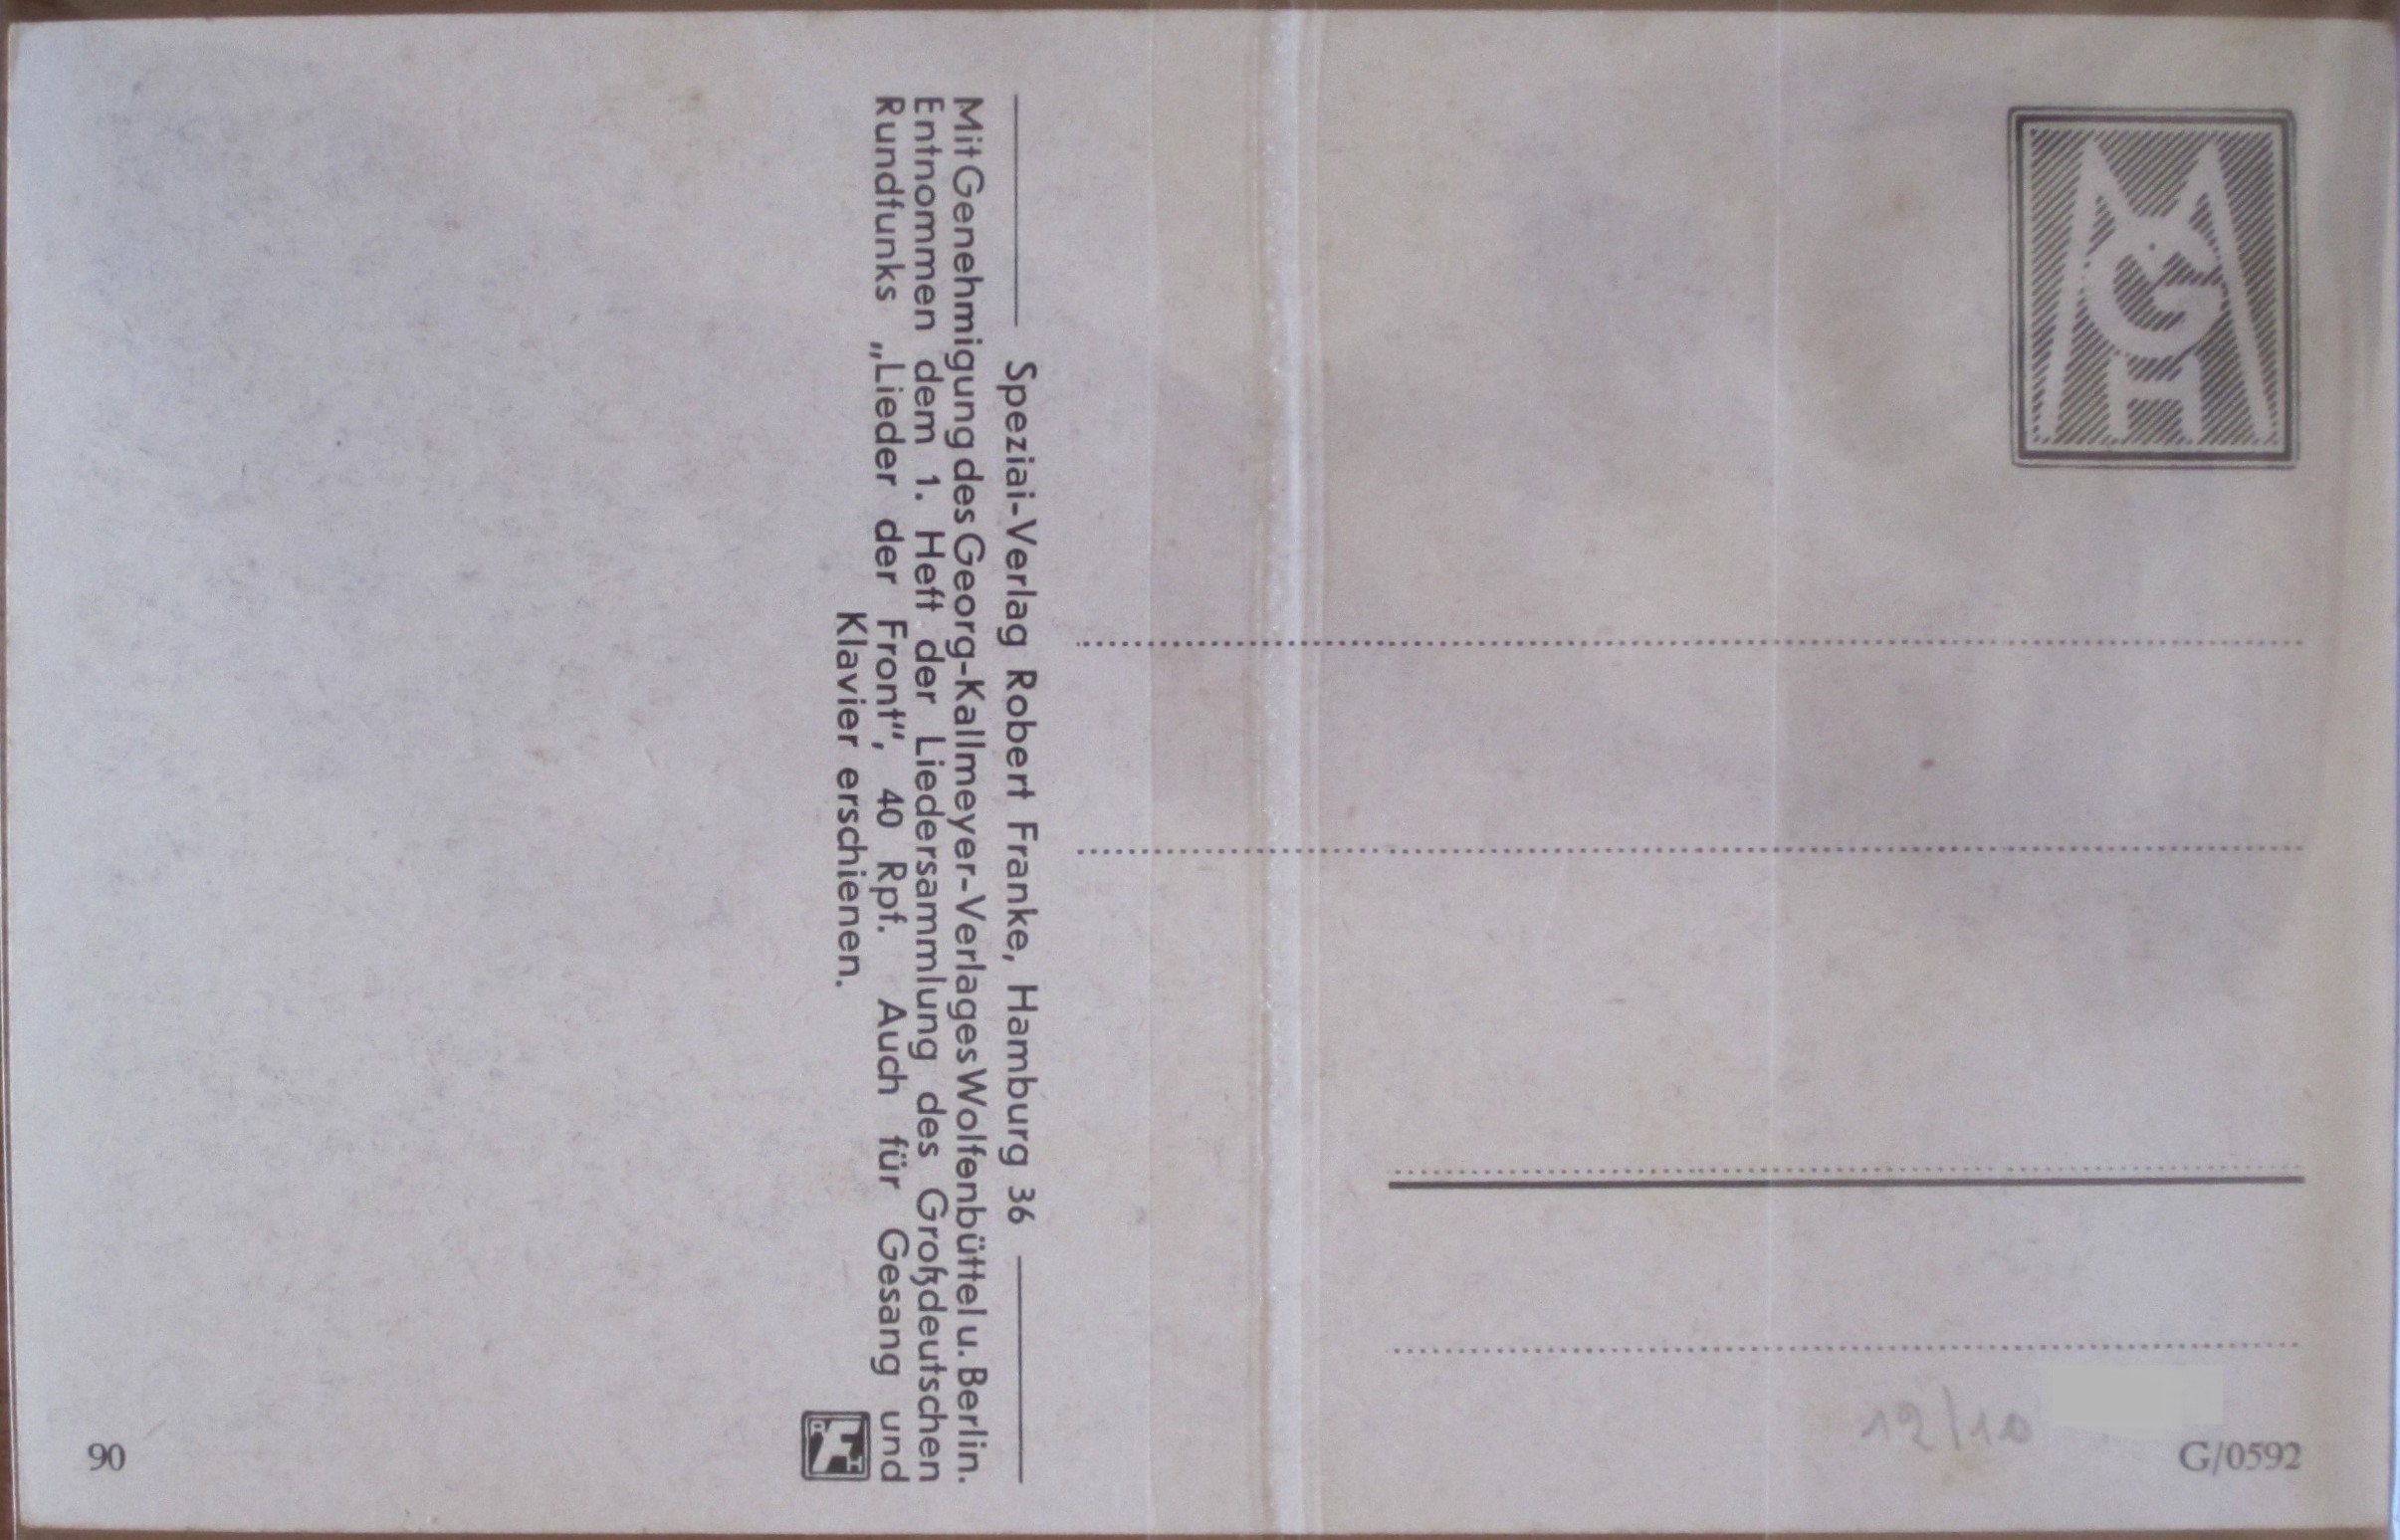 Spezial-Verlag Robert Franke, Hamburg 36
Mit Genehmigung des Georg-Kallmeyer-Verlages Wolfenbüttel u. Berlin.
Entnommen dem 1. Heft der Liedersammlung des Großdeutschen
Rundfunks „Lieder der Front“, 40 Rpf. Auch für Gesang und
Klavier erschienen.
90
12/10
G/0592